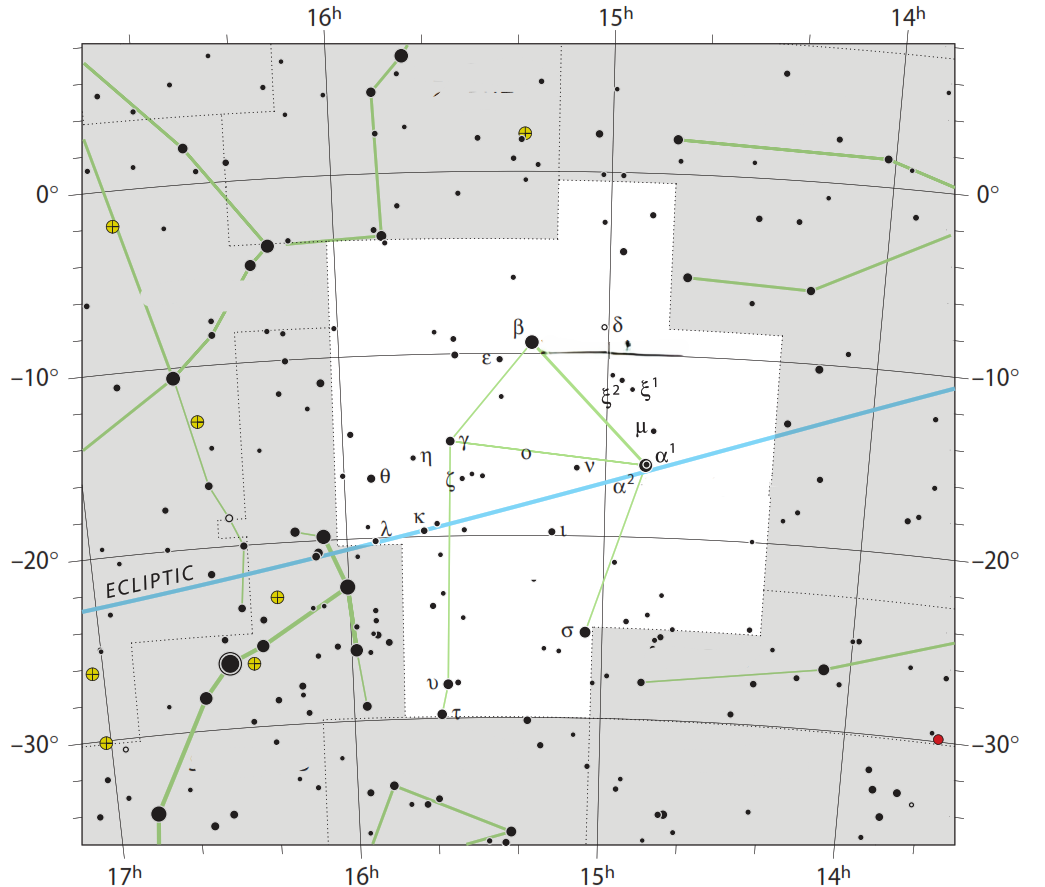 16h 15h 14h
0° 0°
β δ
ε
−10° −10°
ξ² ξ¹
μ
γ ο α¹
η ν
θ ζ α²
κ
λ ι
−20° −20°
ECLIPTIC
σ
υ
τ
−30° −30°
17h 16h 15h 14h